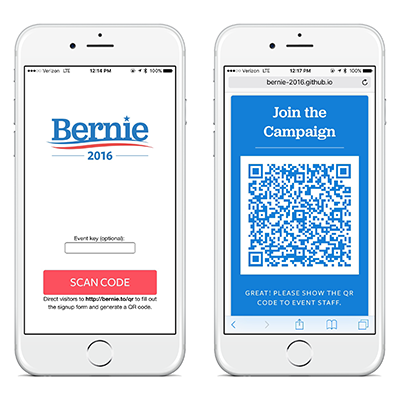 Verizon LTE 12:14 PM 100%
Bernie
2016
Event key (optional):
SCAN CODE
Direct visitors to http://bernie.to/qr to fill out
the signup form and generate a QR code.
Verizon LTE 12:17 PM 100%
bernie-2016.github.io
Join the
Campaign
GREAT! PLEASE SHOW THE QR
CODE TO EVENT STAFF.